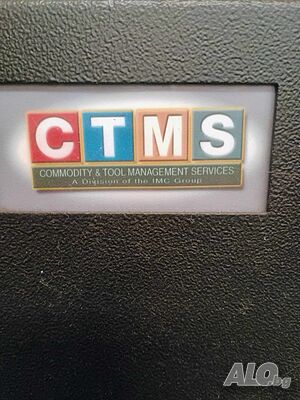 CTMS
COMMODITY & TOOL MANAGEMENT SERVICES
A Division of the IMC Group
ALO.bg